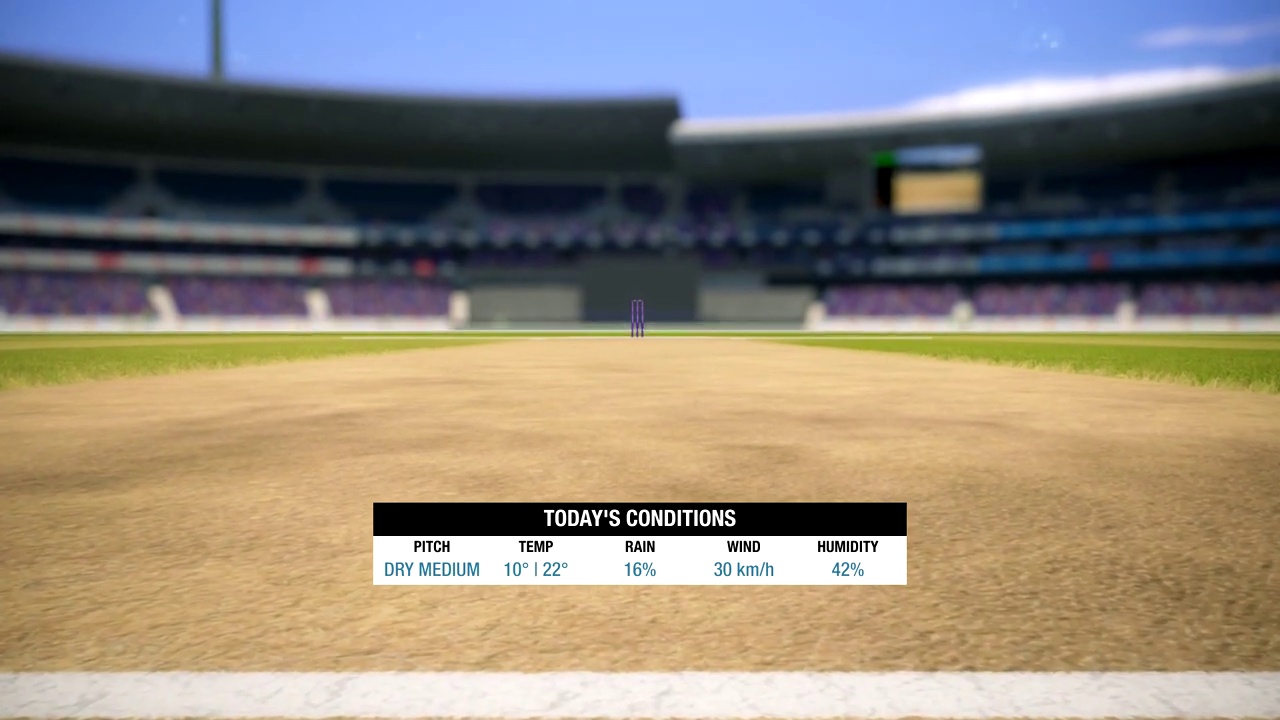 TODAY'S CONDITIONS
PITCH TEMP RAIN WIND HUMIDITY
DRY MEDIUM 10° | 22° 16% 30 km/h 42%